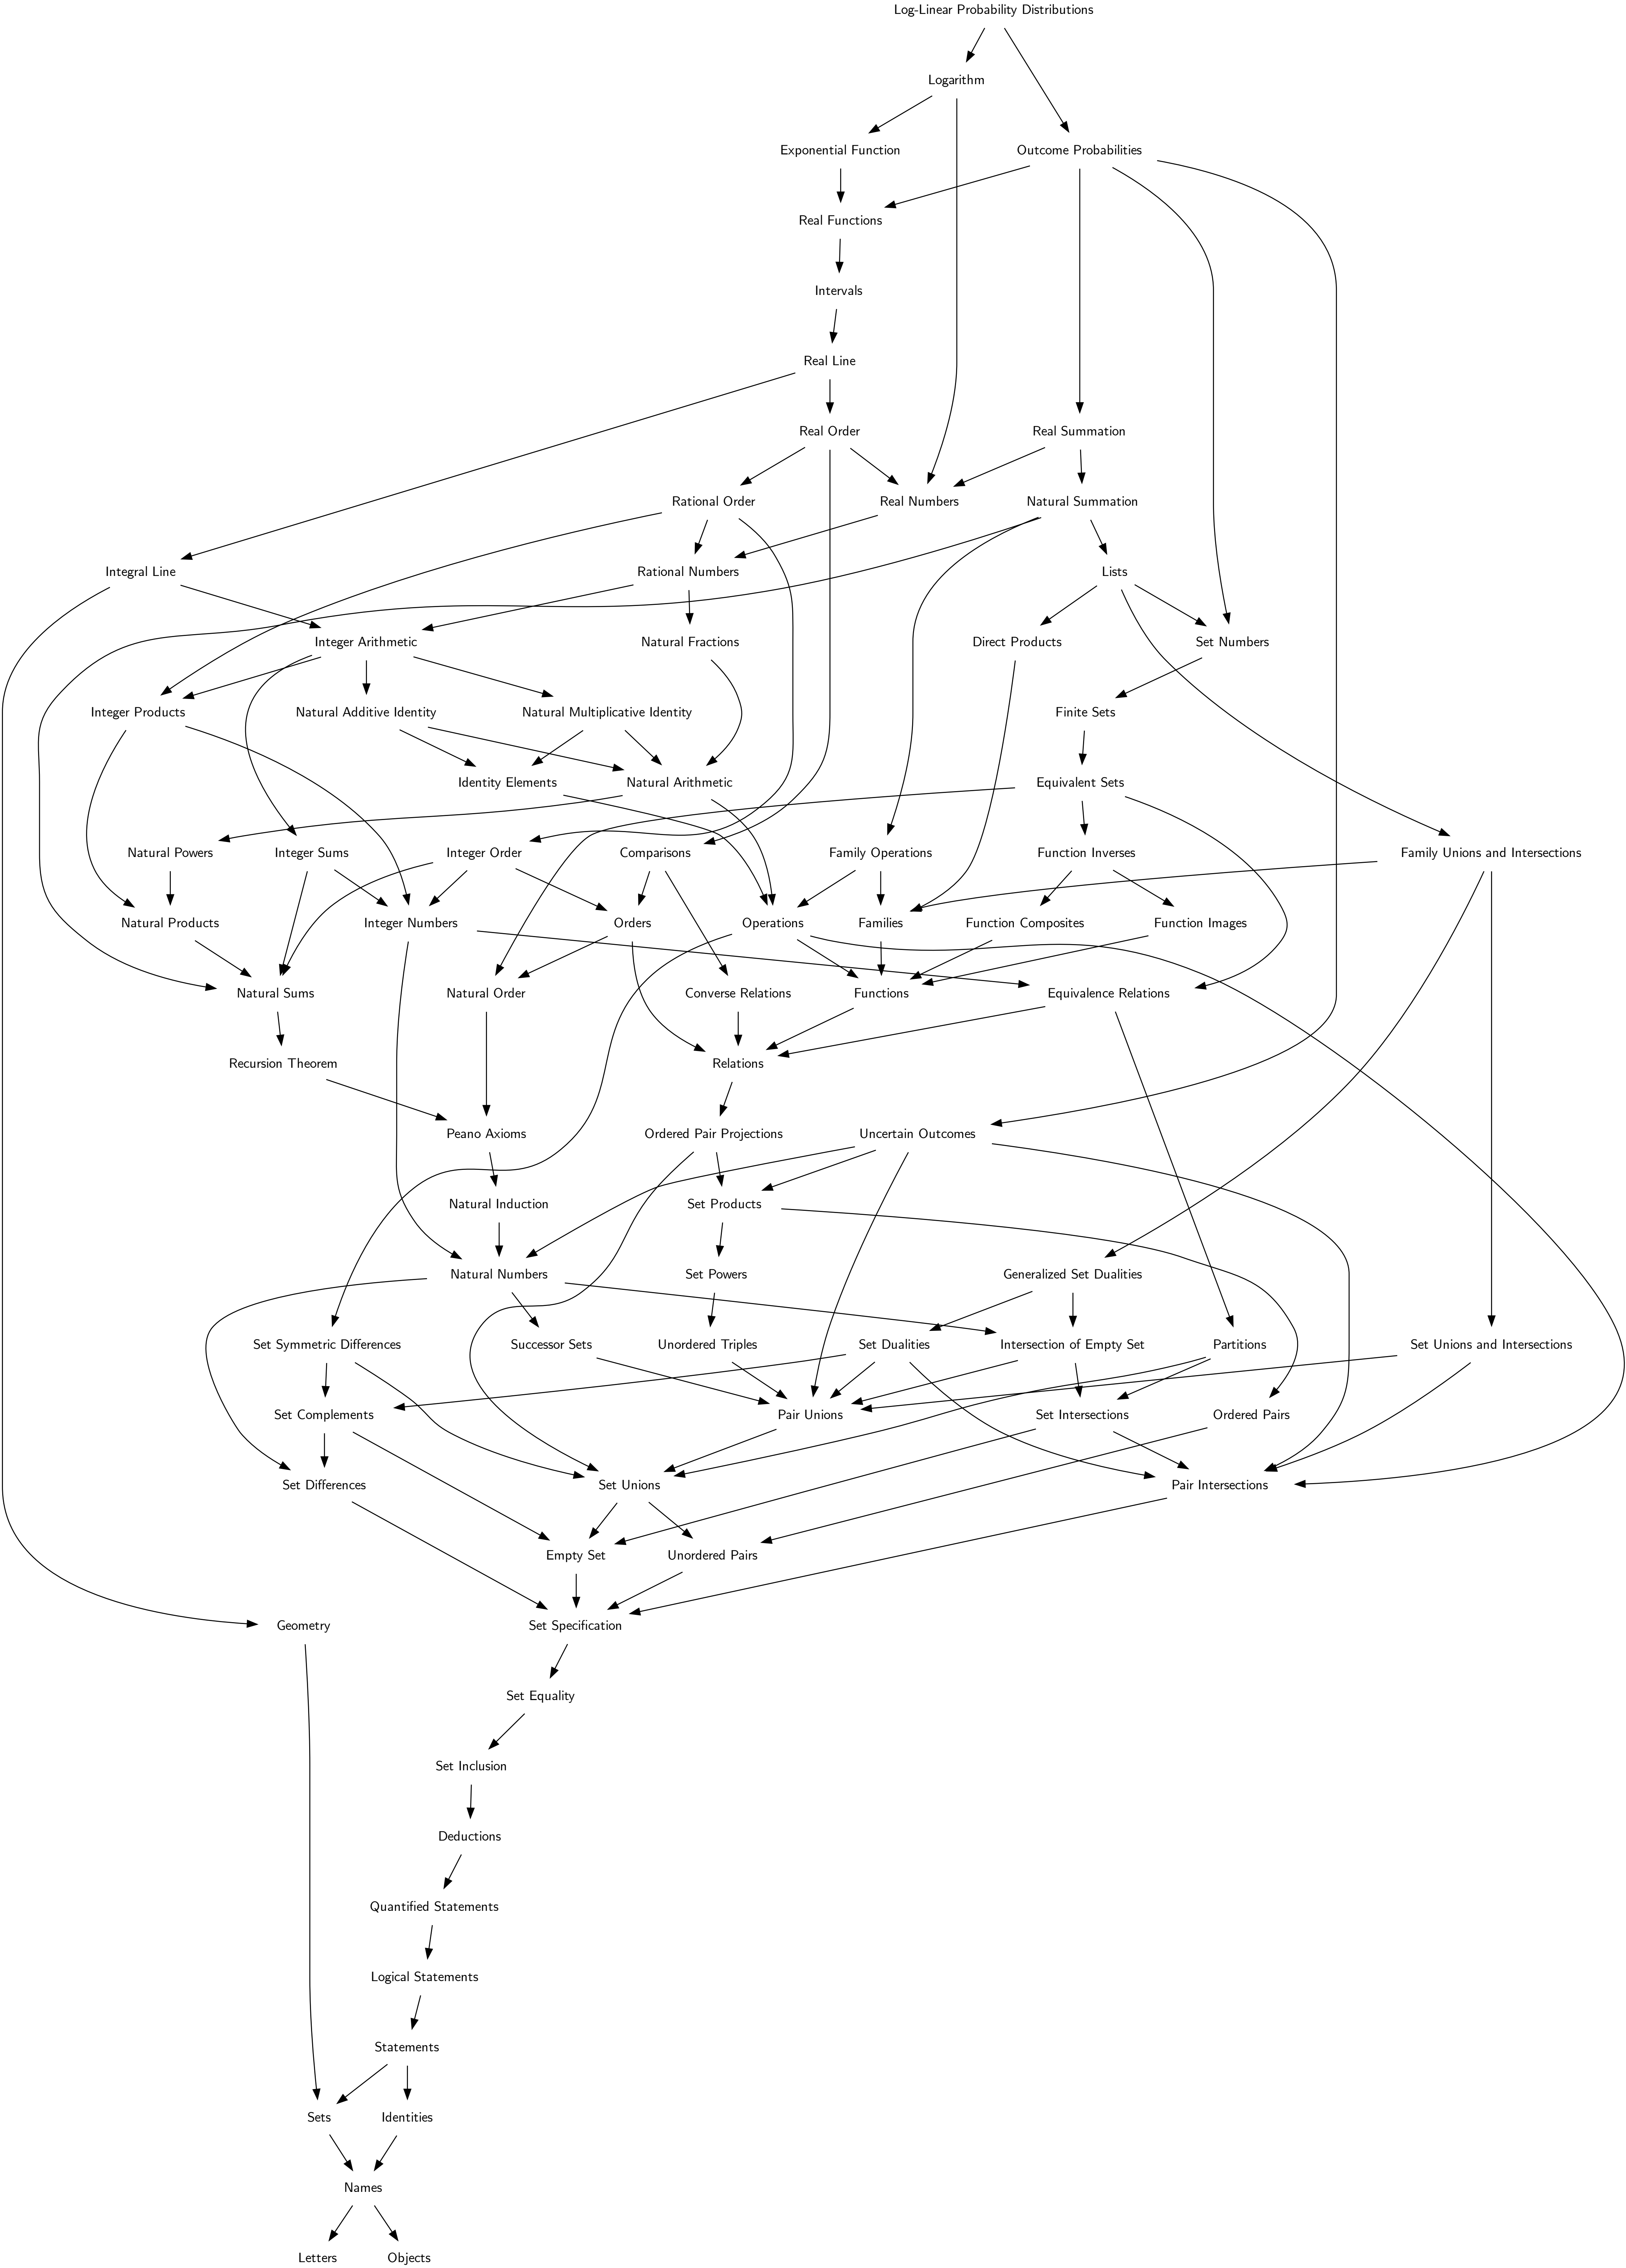 Log-Linear Probability Distributions
Logarithm
Exponential Function
Outcome Probabilities
Real Functions
Intervals
Real Line
Real Order
Real Summation
Rational Order
Real Numbers
Natural Summation
Integral Line
Rational Numbers
Lists
Integer Arithmetic
Natural Fractions
Direct Products
Set Numbers
Integer Products
Natural Additive Identity
Natural Multiplicative Identity
Finite Sets
Identity Elements
Natural Arithmetic
Equivalent Sets
Natural Powers
Integer Sums
Integer Order
Comparisons
Family Operations
Function Inverses
Family Unions and Intersections
Natural Products
Integer Numbers
Orders
Operations
Families
Function Composites
Function Images
Natural Sums
Natural Order
Converse Relations
Functions
Equivalence Relations
Recursion Theorem
Relations
Peano Axioms
Ordered Pair Projections
Uncertain Outcomes
Natural Induction
Set Products
Natural Numbers
Set Powers
Generalized Set Dualities
Set Symmetric Differences
Successor Sets
Unordered Triples
Set Dualities
Intersection of Empty Set
Partitions
Set Unions and Intersections
Set Complements
Pair Unions
Set Intersections
Ordered Pairs
Set Differences
Set Unions
Pair Intersections
Empty Set
Unordered Pairs
Geometry
Set Specification
Set Equality
Set Inclusion
Deductions
Quantified Statements
Logical Statements
Statements
Sets
Identities
Names
Letters
Objects